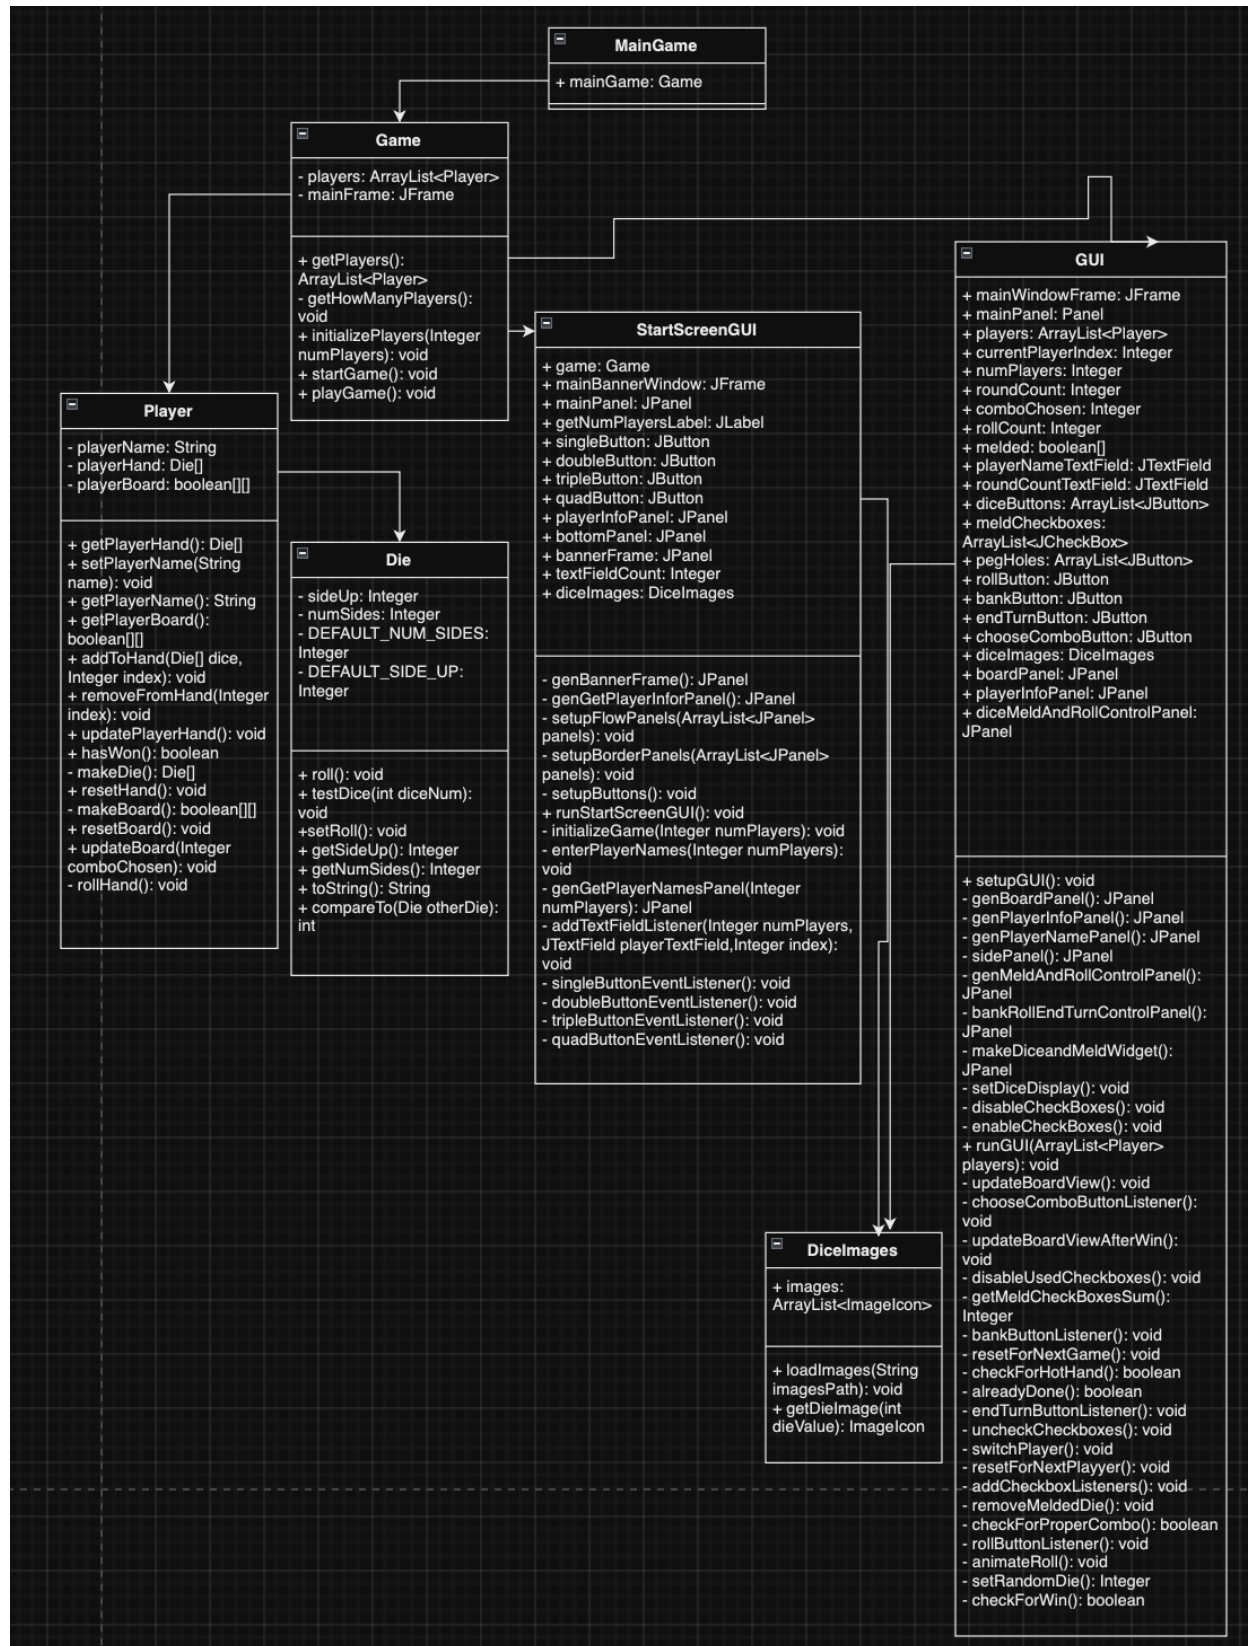 MainGame
+ mainGame: Game
Game
- players: ArrayList<Player>
- mainFrame: JFrame
+ getPlayers():
ArrayList<Player>
- getHowManyPlayers():
void
+ initializePlayers(Integer
numPlayers): void
+ startGame(): void
+ playGame(): void
Player
- playerName: String
- playerHand: Die[]
- playerBoard: boolean[][]
+ getPlayerHand(): Die[]
+ setPlayerName(String
name): void
+ getPlayerName(): String
+ getPlayerBoard():
boolean[][]
+ addToHand(Die[] dice,
Integer index): void
+ removeFromHand(Integer
index): void
+ updatePlayerHand(): void
+ hasWon(): boolean
- makeDie(): Die[]
+ resetHand(): void
- makeBoard(): boolean[][]
+ resetBoard(): void
+ updateBoard(Integer
comboChosen): void
- rollHand(): void
Die
- sideUp: Integer
- numSides: Integer
- DEFAULT_NUM_SIDES:
Integer
- DEFAULT_SIDE_UP:
Integer
+ roll(): void
+ testDice(int diceNum):
void
+setRoll(): void
+ getSideUp(): Integer
+ getNumSides(): Integer
+ toString(): String
+ compareTo(Die otherDie):
int
StartScreenGUI
+ game: Game
+ mainBannerWindow: JFrame
+ mainPanel: JPanel
+ getNumPlayersLabel: JLabel
+ singleButton: JButton
+ doubleButton: JButton
+ tripleButton: JButton
+ quadButton: JButton
+ playerInfoPanel: JPanel
+ bottomPanel: JPanel
+ bannerFrame: JPanel
+ textFieldCount: Integer
+ diceImages: DiceImages
- genBannerFrame(): JPanel
- genGetPlayerInforPanel(): JPanel
- setupFlowPanels(ArrayList<JPanel>
panels): void
- setupBorderPanels(ArrayList<JPanel>
panels): void
- setupButtons(): void
+ runStartScreenGUI(): void
- initializeGame(Integer numPlayers): void
- enterPlayerNames(Integer numPlayers):
void
- genGetPlayerNamesPanel(Integer
numPlayers): JPanel
- addTextFieldListener(Integer numPlayers,
JTextField playerTextField,Integer index):
void
- singleButtonEventListener(): void
- doubleButtonEventListener(): void
- tripleButtonEventListener(): void
- quadButtonEventListener(): void
GUI
+ mainWindowFrame: JFrame
+ mainPanel: Panel
+ players: ArrayList<Player>
+ currentPlayerIndex: Integer
+ numPlayers: Integer
+ roundCount: Integer
+ comboChosen: Integer
+ rollCount: Integer
+ melded: boolean[]
+ playerNameTextField: JTextField
+ roundCountTextField: JTextField
+ diceButtons: ArrayList<JButton>
+ meldCheckboxes:
ArrayList<JCheckBox>
+ pegHoles: ArrayList<JButton>
+ rollButton: JButton
+ bankButton: JButton
+ endTurnButton: JButton
+ chooseComboButton: JButton
+ diceImages: DiceImages
+ boardPanel: JPanel
+ playerInfoPanel: JPanel
+ diceMeldAndRollControlPanel:
JPanel
+ setupGUI(): void
- genBoardPanel(): JPanel
- genPlayerInfoPanel(): JPanel
- genPlayerNamePanel(): JPanel
- sidePanel(): JPanel
- genMeldAndRollControlPanel():
JPanel
- bankRollEndTurnControlPanel():
JPanel
- makeDiceandMeldWidget():
JPanel
- setDiceDisplay(): void
- disableCheckBoxes(): void
- enableCheckBoxes(): void
+ runGUI(ArrayList<Player>
players): void
- updateBoardView(): void
- chooseComboButtonListener():
void
- updateBoardViewAfterWin():
void
- disableUsedCheckboxes(): void
- getMeldCheckBoxesSum():
Integer
- bankButtonListener(): void
- resetForNextGame(): void
- checkForHotHand(): boolean
- alreadyDone(): boolean
- endTurnButtonListener(): void
- uncheckCheckboxes(): void
- switchPlayer(): void
- resetForNextPlayyer(): void
- addCheckboxListeners(): void
- removeMeldedDie(): void
- checkForProperCombo(): boolean
- rollButtonListener(): void
- animateRoll(): void
- setRandomDie(): Integer
- checkForWin(): boolean
DiceImages
+ images:
ArrayList<ImageIcon>
+ loadImages(String
imagesPath): void
+ getDieImage(int
dieValue): ImageIcon